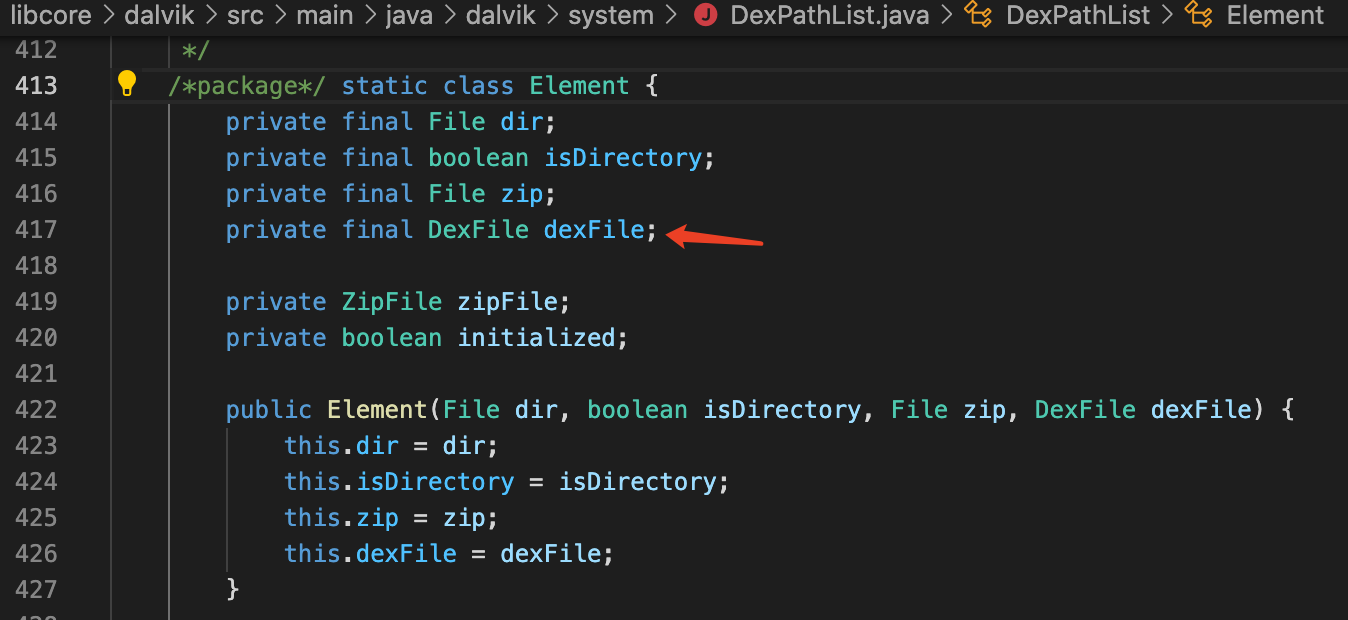 libcore > dalvik > src > main > java > dalvik > system > J DexPathList.java > DexPathList > Element
412 */
413 /*package*/ static class Element {
414 private final File dir;
415 private final boolean isDirectory;
416 private final File zip;
417 private final DexFile dexFile;
418
419 private ZipFile zipFile;
420 private boolean initialized;
421
422 public Element(File dir, boolean isDirectory, File zip, DexFile dexFile) {
423 this.dir = dir;
424 this.isDirectory = isDirectory;
425 this.zip = zip;
426 this.dexFile = dexFile;
427 }